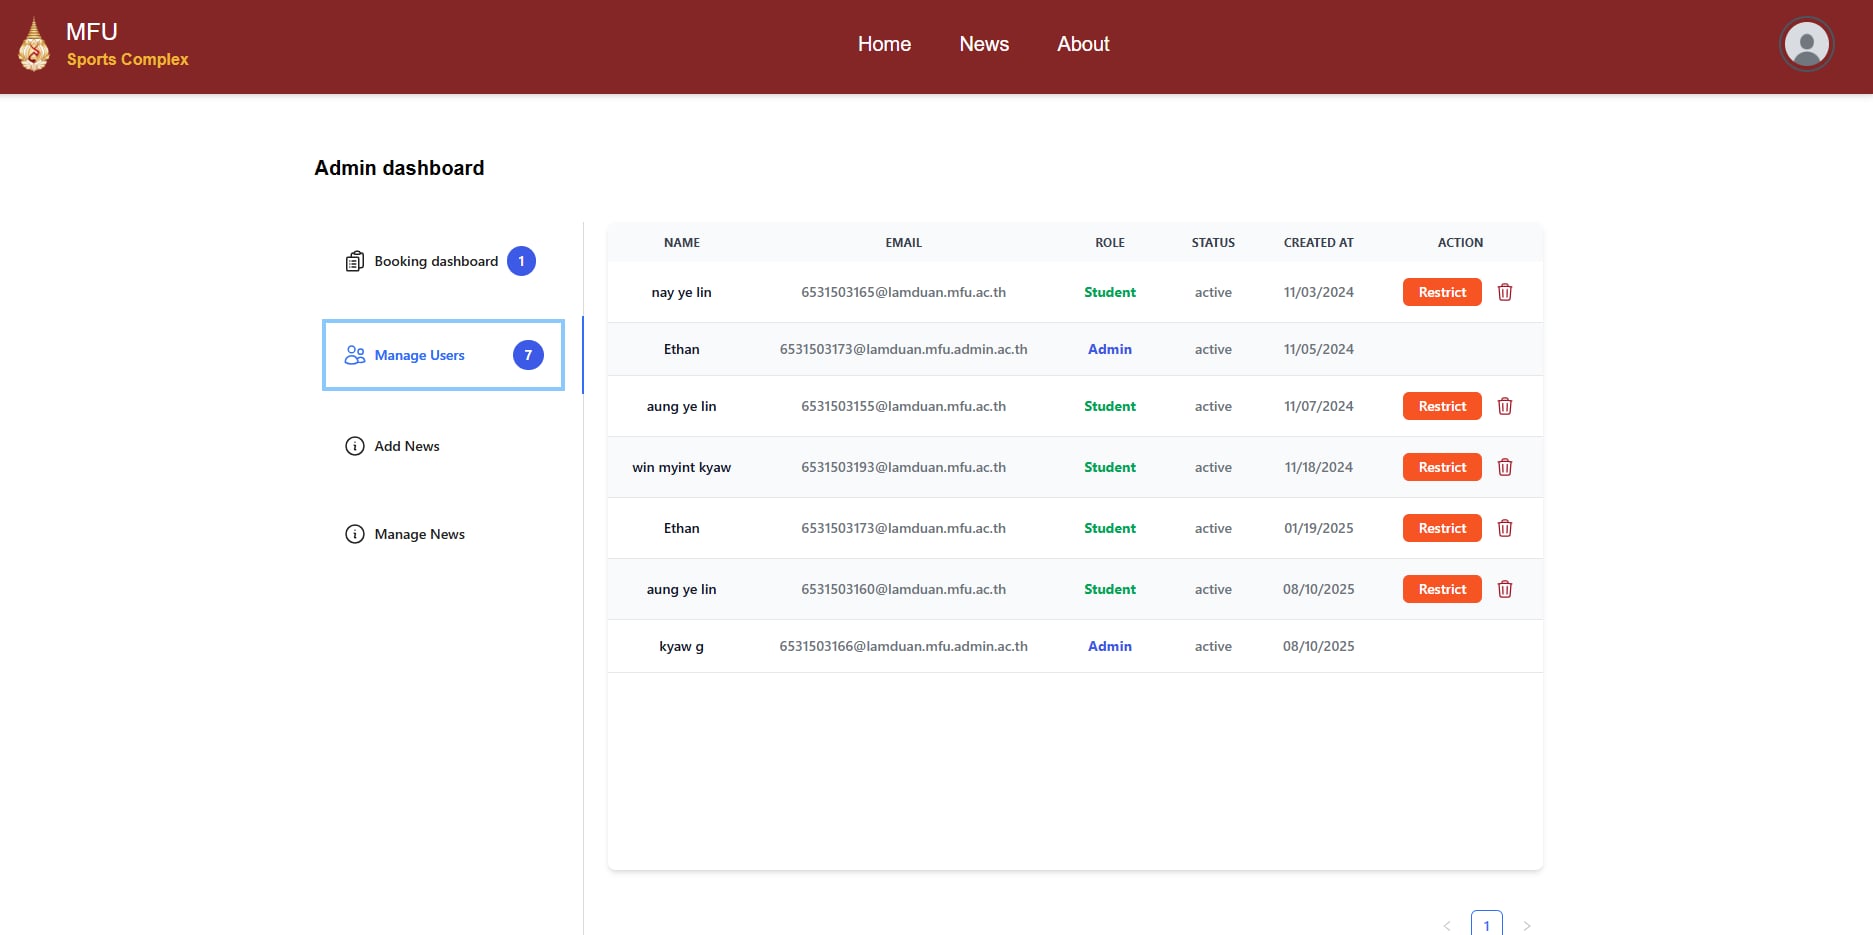 MFU
Sports Complex
Home News About
Admin dashboard
Booking dashboard 1
Manage Users 7
Add News
Manage News
NAME EMAIL ROLE STATUS CREATED AT ACTION
nay ye lin 6531503165@lamduan.mfu.ac.th Student active 11/03/2024 Restrict
Ethan 6531503173@lamduan.mfu.admin.ac.th Admin active 11/05/2024
aung ye lin 6531503155@lamduan.mfu.ac.th Student active 11/07/2024 Restrict
win myint kyaw 6531503193@lamduan.mfu.ac.th Student active 11/18/2024 Restrict
Ethan 6531503173@lamduan.mfu.ac.th Student active 01/19/2025 Restrict
aung ye lin 6531503160@lamduan.mfu.ac.th Student active 08/10/2025 Restrict
kyaw g 6531503166@lamduan.mfu.admin.ac.th Admin active 08/10/2025
< 1 >